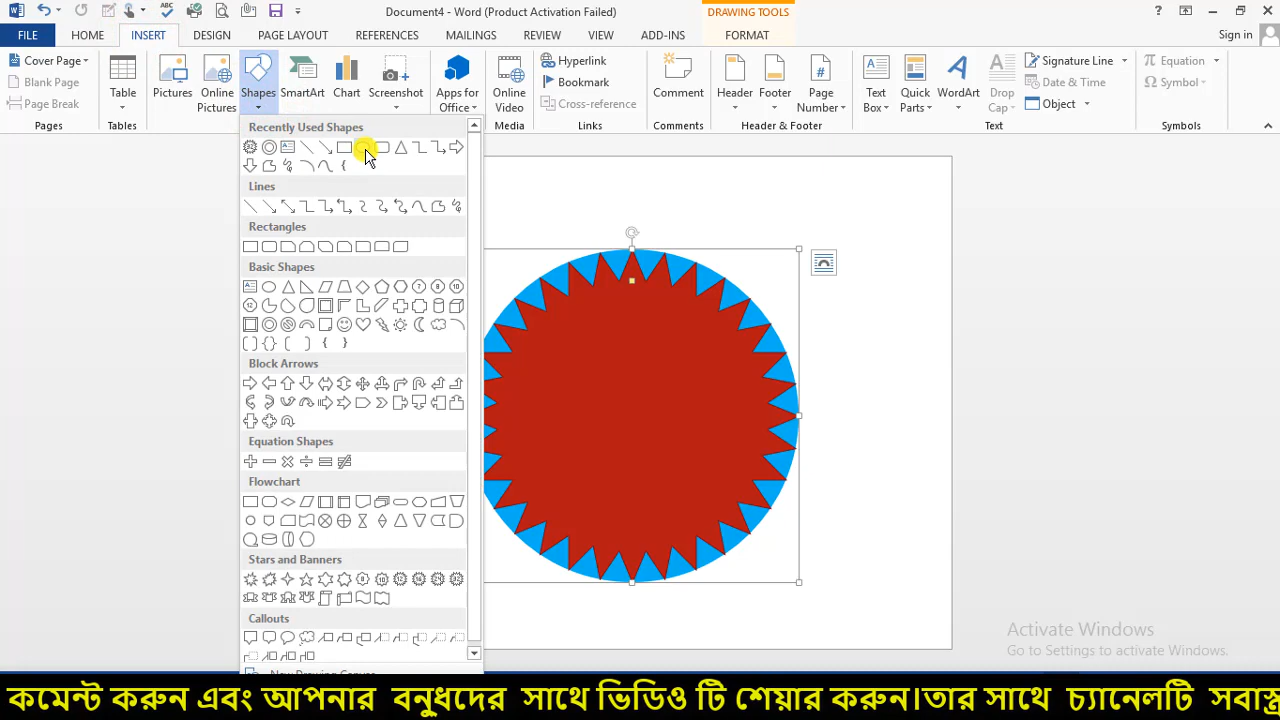 Document4 - Word (Product Activation Failed)
DRAWING TOOLS
?
FILE HOME INSERT DESIGN PAGE LAYOUT REFERENCES MAILINGS REVIEW VIEW ADD-INS FORMAT Sign in
Cover Page
Blank Page
Page Break
Pages
Table
Tables
Pictures
Online Pictures
Shapes
SmartArt
Chart
Screenshot
Apps for Office
Online Video
Media
Hyperlink
Bookmark
Cross-reference
Links
Comment
Comments
Header
Footer
Page Number
Header & Footer
Text Box
Quick Parts
WordArt
Drop Cap
Signature Line
Date & Time
Object
Text
Equation
Symbol
Symbols
Recently Used Shapes
Lines
Rectangles
Basic Shapes
Block Arrows
Equation Shapes
Flowchart
Stars and Banners
Callouts
New Drawing Canvas
Activate Windows
Go to Settings to activate Windows.
কমেন্ট করুন এবং আপনার বনুধদের সাথে ভিডিও টি শেয়ার করুন।তার সাথে চ্যানেলটি সবাস্ক্র